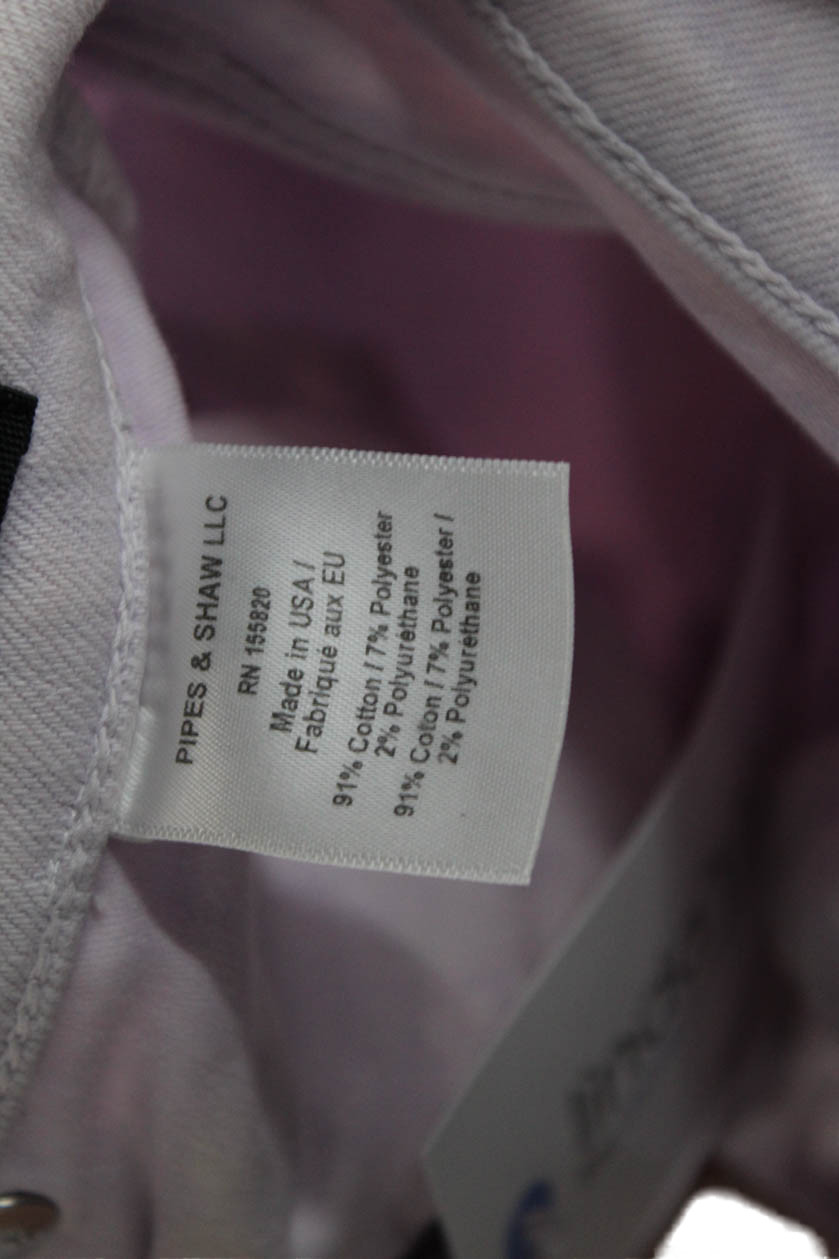 PIPES & SHAW LLC
RN 155820
Made in USA /
Fabriqué aux EU
91% Cotton / 7% Polyester
2% Polyuréthane
91% Coton / 7% Polyester /
2% Polyuréthane